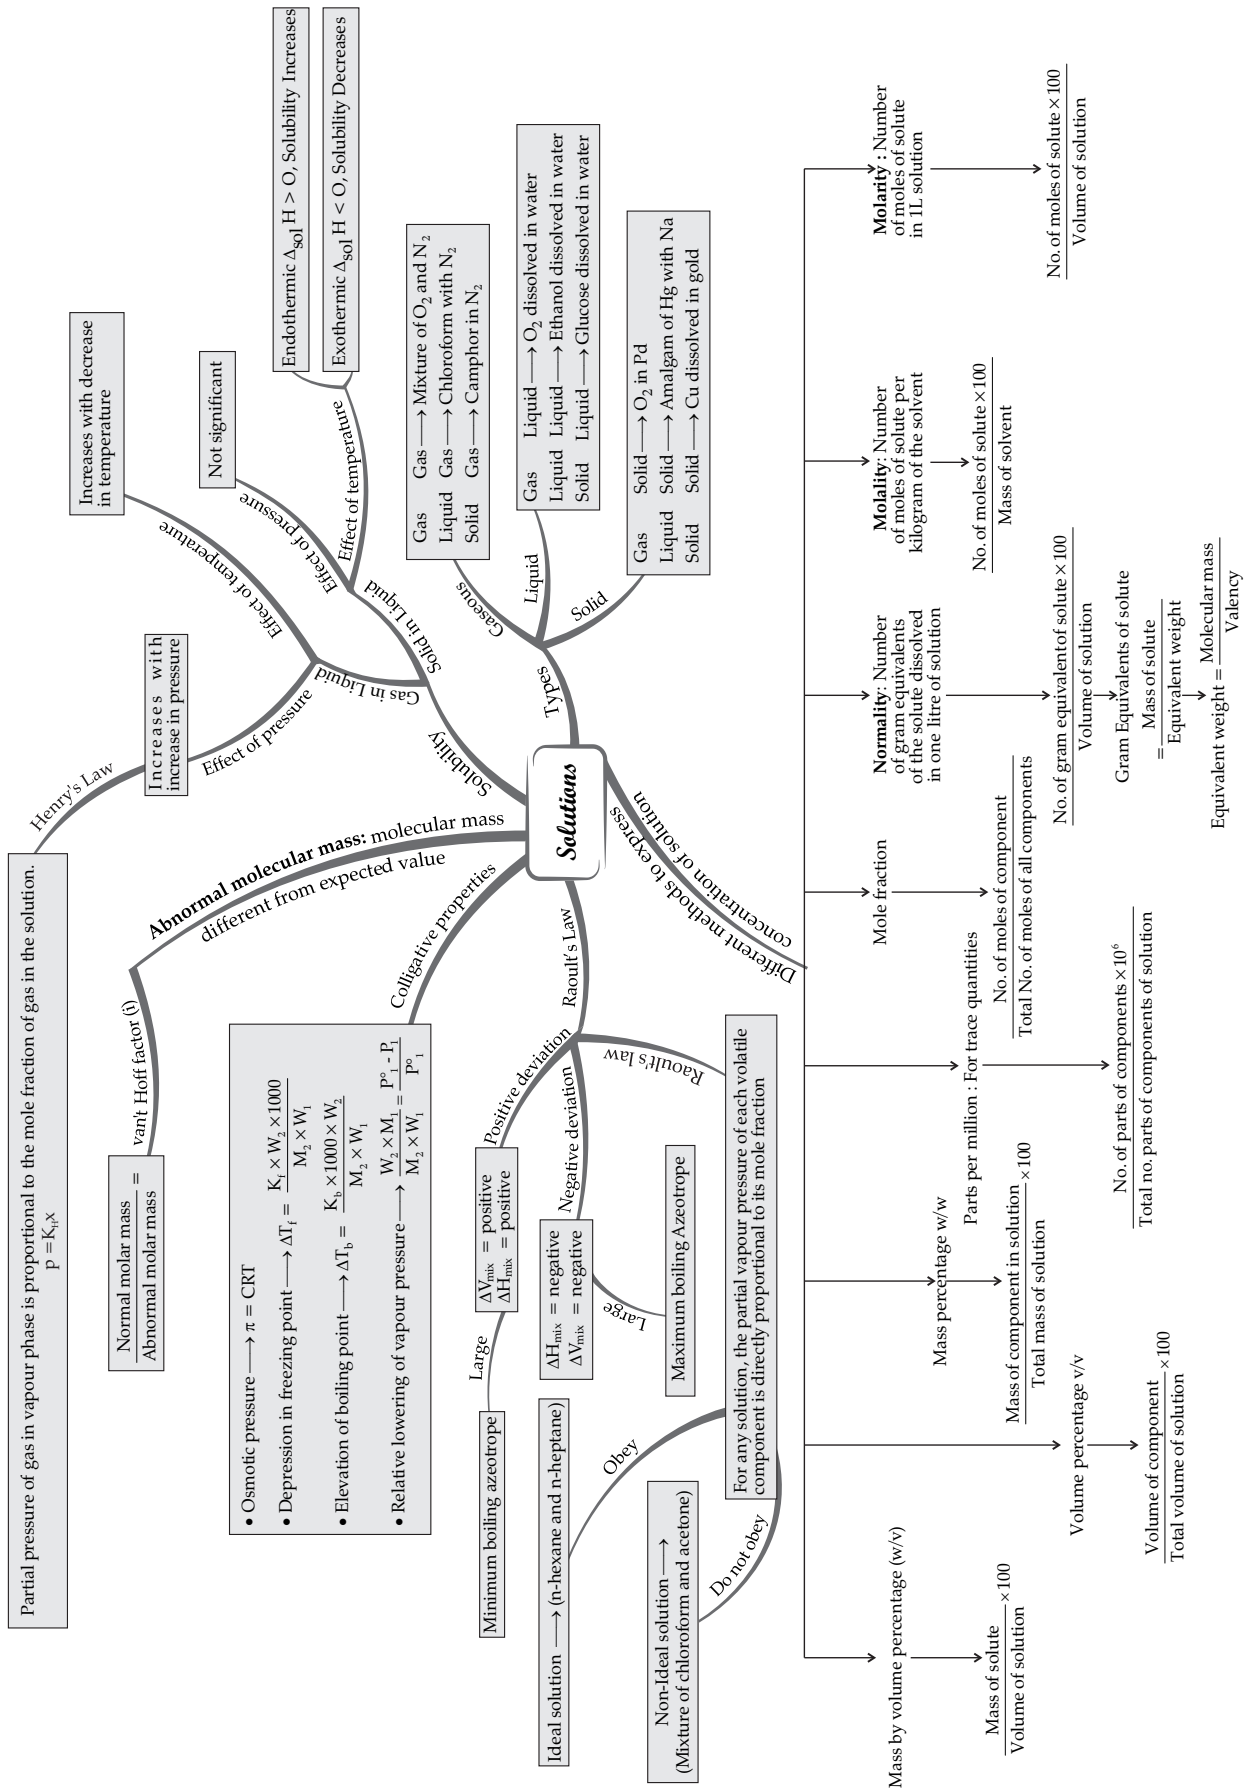 Solutions
Types
Gaseous
Gas Gas ⟶ Mixture of O₂ and N₂
Liquid Gas ⟶ Chloroform with N₂
Solid Gas ⟶ Camphor in N₂
Liquid
Gas Liquid ⟶ O₂ dissolved in water
Liquid Liquid ⟶ Ethanol dissolved in water
Solid Liquid ⟶ Glucose dissolved in water
Solid
Gas Solid ⟶ O₂ in Pd
Liquid Solid ⟶ Amalgam of Hg with Na
Solid Solid ⟶ Cu dissolved in gold
Solubility
Solid in Liquid
Effect of temperature
Endothermic Δsol H > O, Solubility Increases
Exothermic Δsol H < O, Solubility Decreases
Effect of pressure
Not significant
Gas in Liquid
Effect of temperature
Increases with decrease
in temperature
Effect of pressure
Increases with
increase in pressure
Henry's Law
Partial pressure of gas in vapour phase is proportional to the mole fraction of gas in the solution.
p = K_H x
Abnormal molecular mass: molecular mass
different from expected value
van't Hoff factor (i)
Normal molar mass
Abnormal molar mass
=
Colligative properties
• Osmotic pressure ⟶ π = CRT
• Depression in freezing point ⟶ ΔT_f = K_f × W₂ × 1000
M₂ × W₁
• Elevation of boiling point ⟶ ΔT_b = K_b × 1000 × W₂
M₂ × W₁
• Relative lowering of vapour pressure ⟶ W₂ × M₁ = P°₁ - P₁
M₂ × W₁ P°₁
Raoult's Law
Positive deviation
ΔV_mix = positive
ΔH_mix = positive
Large
Minimum boiling azeotrope
Negative deviation
ΔH_mix = negative
ΔV_mix = negative
Large
Maximum boiling Azeotrope
Raoult's law
For any solution, the partial vapour pressure of each volatile
component is directly proportional to its mole fraction
Obey
Ideal solution ⟶ (n-hexane and n-heptane)
Do not obey
Non-Ideal solution ⟶
(Mixture of chloroform and acetone)
Different methods to express
concentration of solution
Mass by volume percentage (w/v)
Mass of solute
Volume of solution
×100
Volume percentage v/v
Volume of component
Total volume of solution
×100
Mass percentage w/w
Mass of component in solution
Total mass of solution
×100
Parts per million : For trace quantities
No. of parts of components × 10⁶
Total no. parts of components of solution
Mole fraction
No. of moles of component
Total No. of moles of all components
Normality: Number
of gram equivalents
of the solute dissolved
in one litre of solution
No. of gram equivalent of solute × 100
Volume of solution
Gram Equivalents of solute
= Mass of solute
Equivalent weight
Equivalent weight = Molecular mass
Valency
Molality: Number
of moles of solute per
kilogram of the solvent
No. of moles of solute × 100
Mass of solvent
Molarity : Number
of moles of solute
in 1L solution
No. of moles of solute × 100
Volume of solution